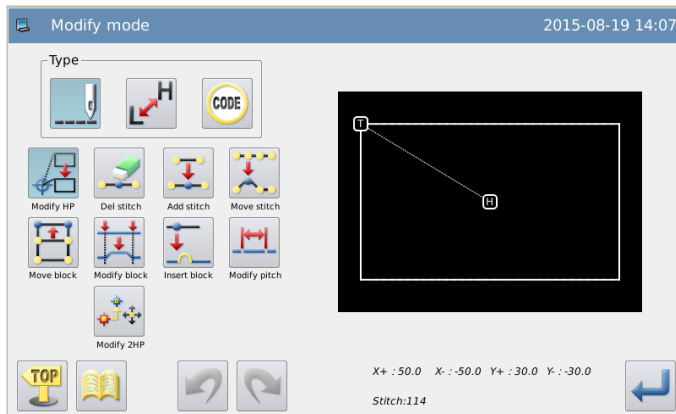 Modify mode 2015-08-19 14:07
Type
L H CODE
T
Modify HP Del stitch Add stitch Move stitch
H
Move block Modify block Insert block Modify pitch
Modify 2HP
TOP
X+ : 50.0 X- : -50.0 Y+ : 30.0 Y- : -30.0
Stitch:114